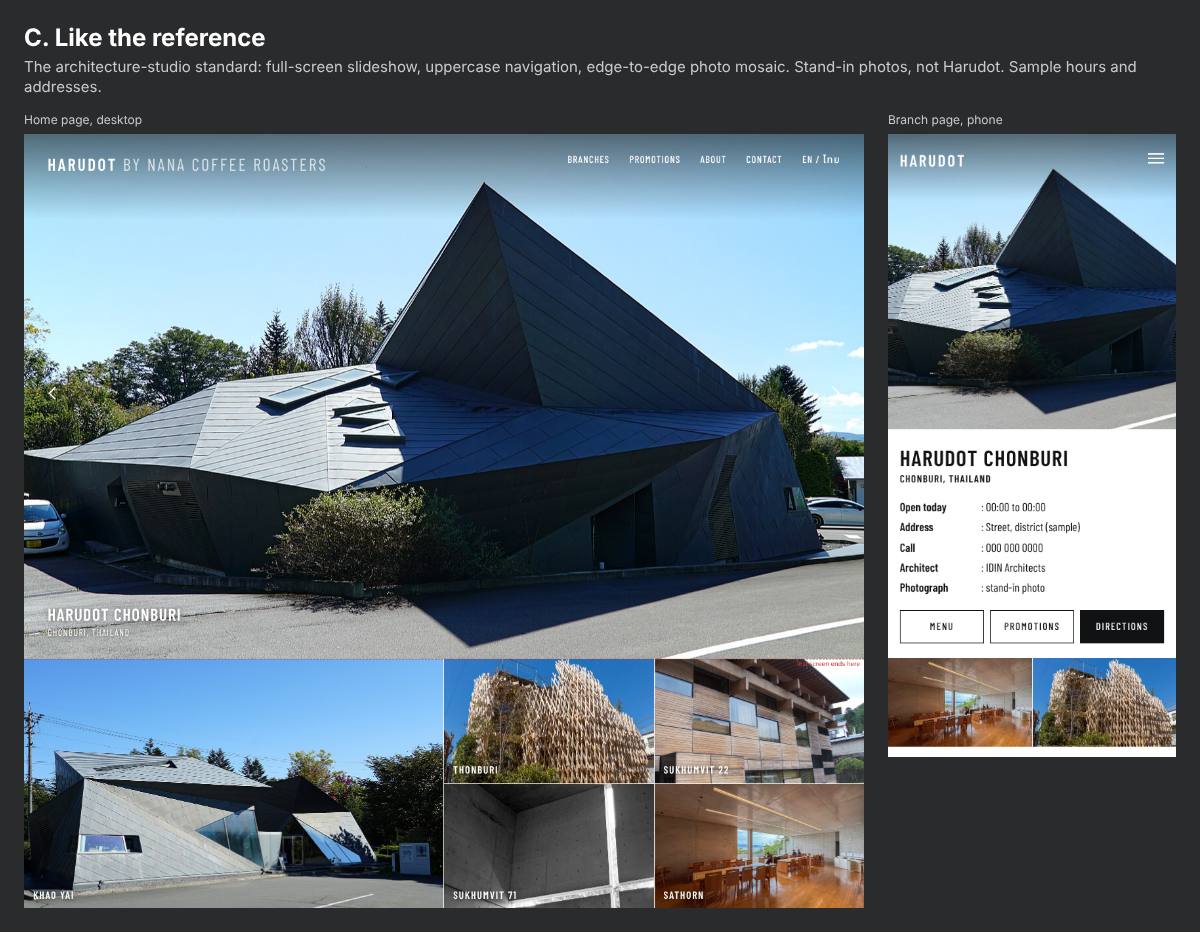 C. Like the reference
The architecture-studio standard: full-screen slideshow, uppercase navigation, edge-to-edge photo mosaic. Stand-in photos, not Harudot. Sample hours and
addresses.
Home page, desktop
HARUDOT BY NANA COFFEE ROASTERS
BRANCHES PROMOTIONS ABOUT CONTACT EN / ไทย
HARUDOT CHONBURI
CHONBURI, THAILAND
screen ends here
THONBURI
SUKHUMVIT 22
KHAO YAI
SUKHUMVIT 71
SATHORN
Branch page, phone
HARUDOT
HARUDOT CHONBURI
CHONBURI, THAILAND
Open today : 00:00 to 00:00
Address : Street, district (sample)
Call : 000 000 0000
Architect : IDIN Architects
Photograph : stand-in photo
MENU PROMOTIONS DIRECTIONS